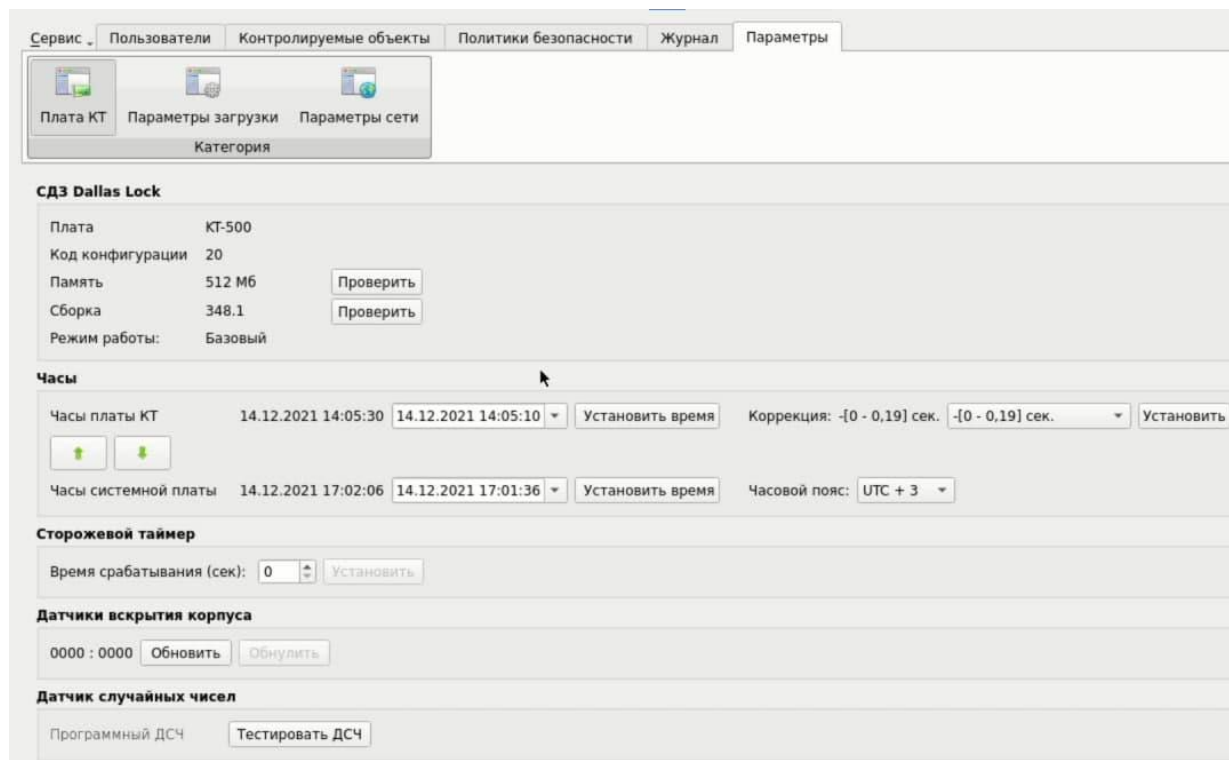 Сервис Пользователи Контролируемые объекты Политики безопасности Журнал Параметры
Плата КТ Параметры загрузки Параметры сети
Категория
СДЗ Dallas Lock
Плата КТ-500
Код конфигурации 20
Память 512 Мб Проверить
Сборка 348.1 Проверить
Режим работы: Базовый
Часы
Часы платы КТ 14.12.2021 14:05:30 14.12.2021 14:05:10 Установить время Коррекция: -[0 - 0,19] сек. -[0 - 0,19] сек. Установить
Часы системной платы 14.12.2021 17:02:06 14.12.2021 17:01:36 Установить время Часовой пояс: UTC + 3
Сторожевой таймер
Время срабатывания (сек): 0 Установить
Датчики вскрытия корпуса
0000 : 0000 Обновить Обнулить
Датчик случайных чисел
Программный ДСЧ Тестировать ДСЧ